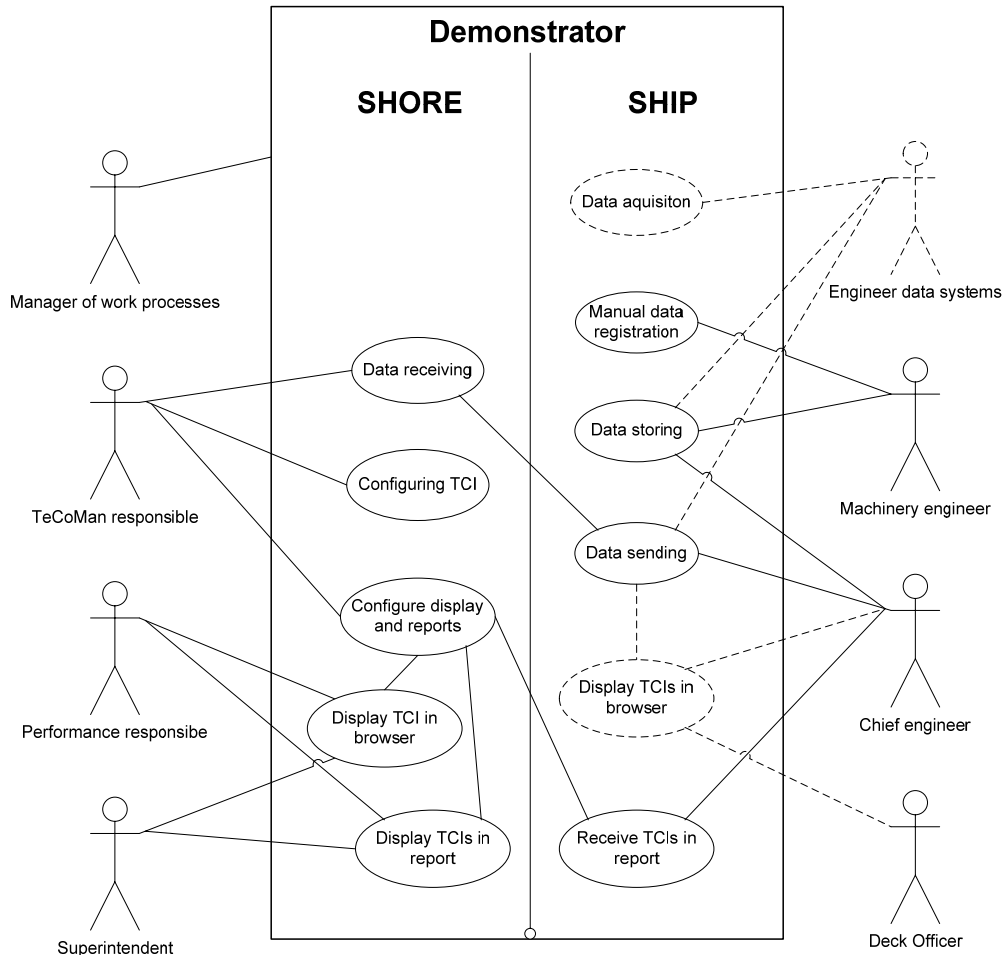 Demonstrator
SHORE
SHIP
Manager of work processes
TeCoMan responsible
Performance responsibe
Superintendent
Data receiving
Configuring TCI
Configure display
and reports
Display TCI in
browser
Display TCIs in
report
Data aquisiton
Manual data
registration
Data storing
Data sending
Display TCIs in
browser
Receive TCIs in
report
Engineer data systems
Machinery engineer
Chief engineer
Deck Officer